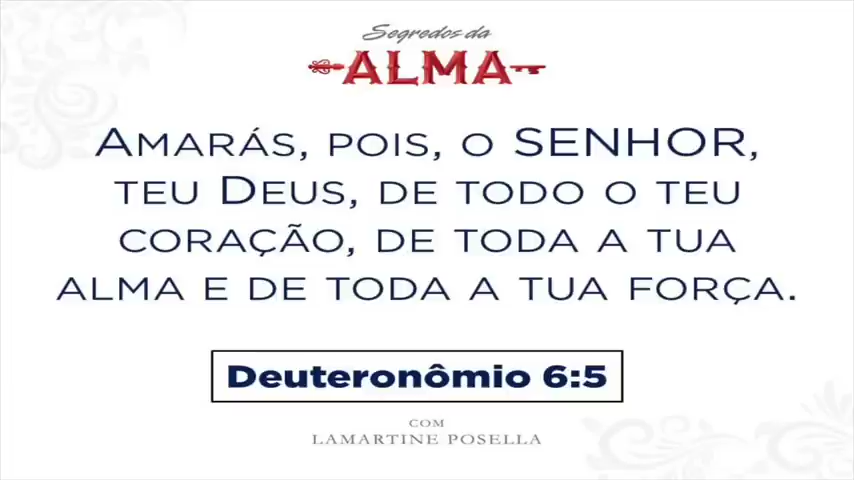 Segredos da
ALMA
AMARÁS, POIS, O SENHOR,
TEU DEUS, DE TODO O TEU
CORAÇÃO, DE TODA A TUA
ALMA E DE TODA A TUA FORÇA.
Deuteronômio 6:5
COM
LAMARTINE POSELLA